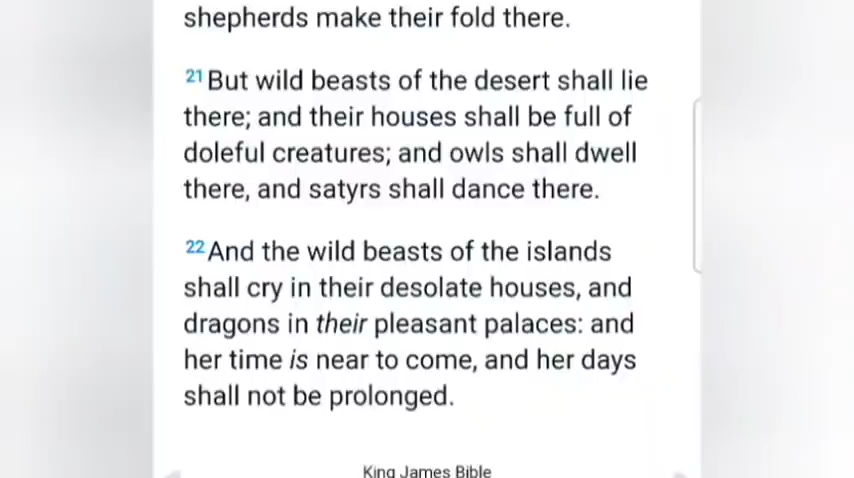 shepherds make their fold there.
21 But wild beasts of the desert shall lie
there; and their houses shall be full of
doleful creatures; and owls shall dwell
there, and satyrs shall dance there.
22 And the wild beasts of the islands
shall cry in their desolate houses, and
dragons in their pleasant palaces: and
her time is near to come, and her days
shall not be prolonged.
King James Bible